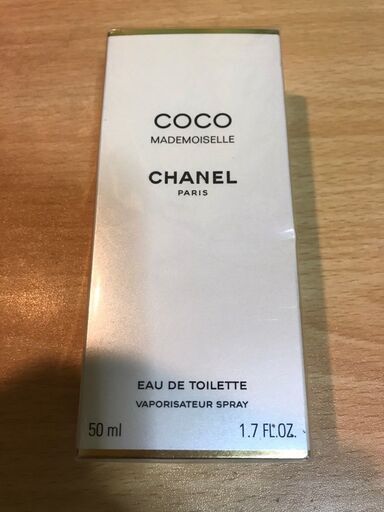 COCO
MADEMOISELLE
CHANEL
PARIS
EAU DE TOILETTE
VAPORISATEUR SPRAY
50 ml 1.7 FL.OZ.